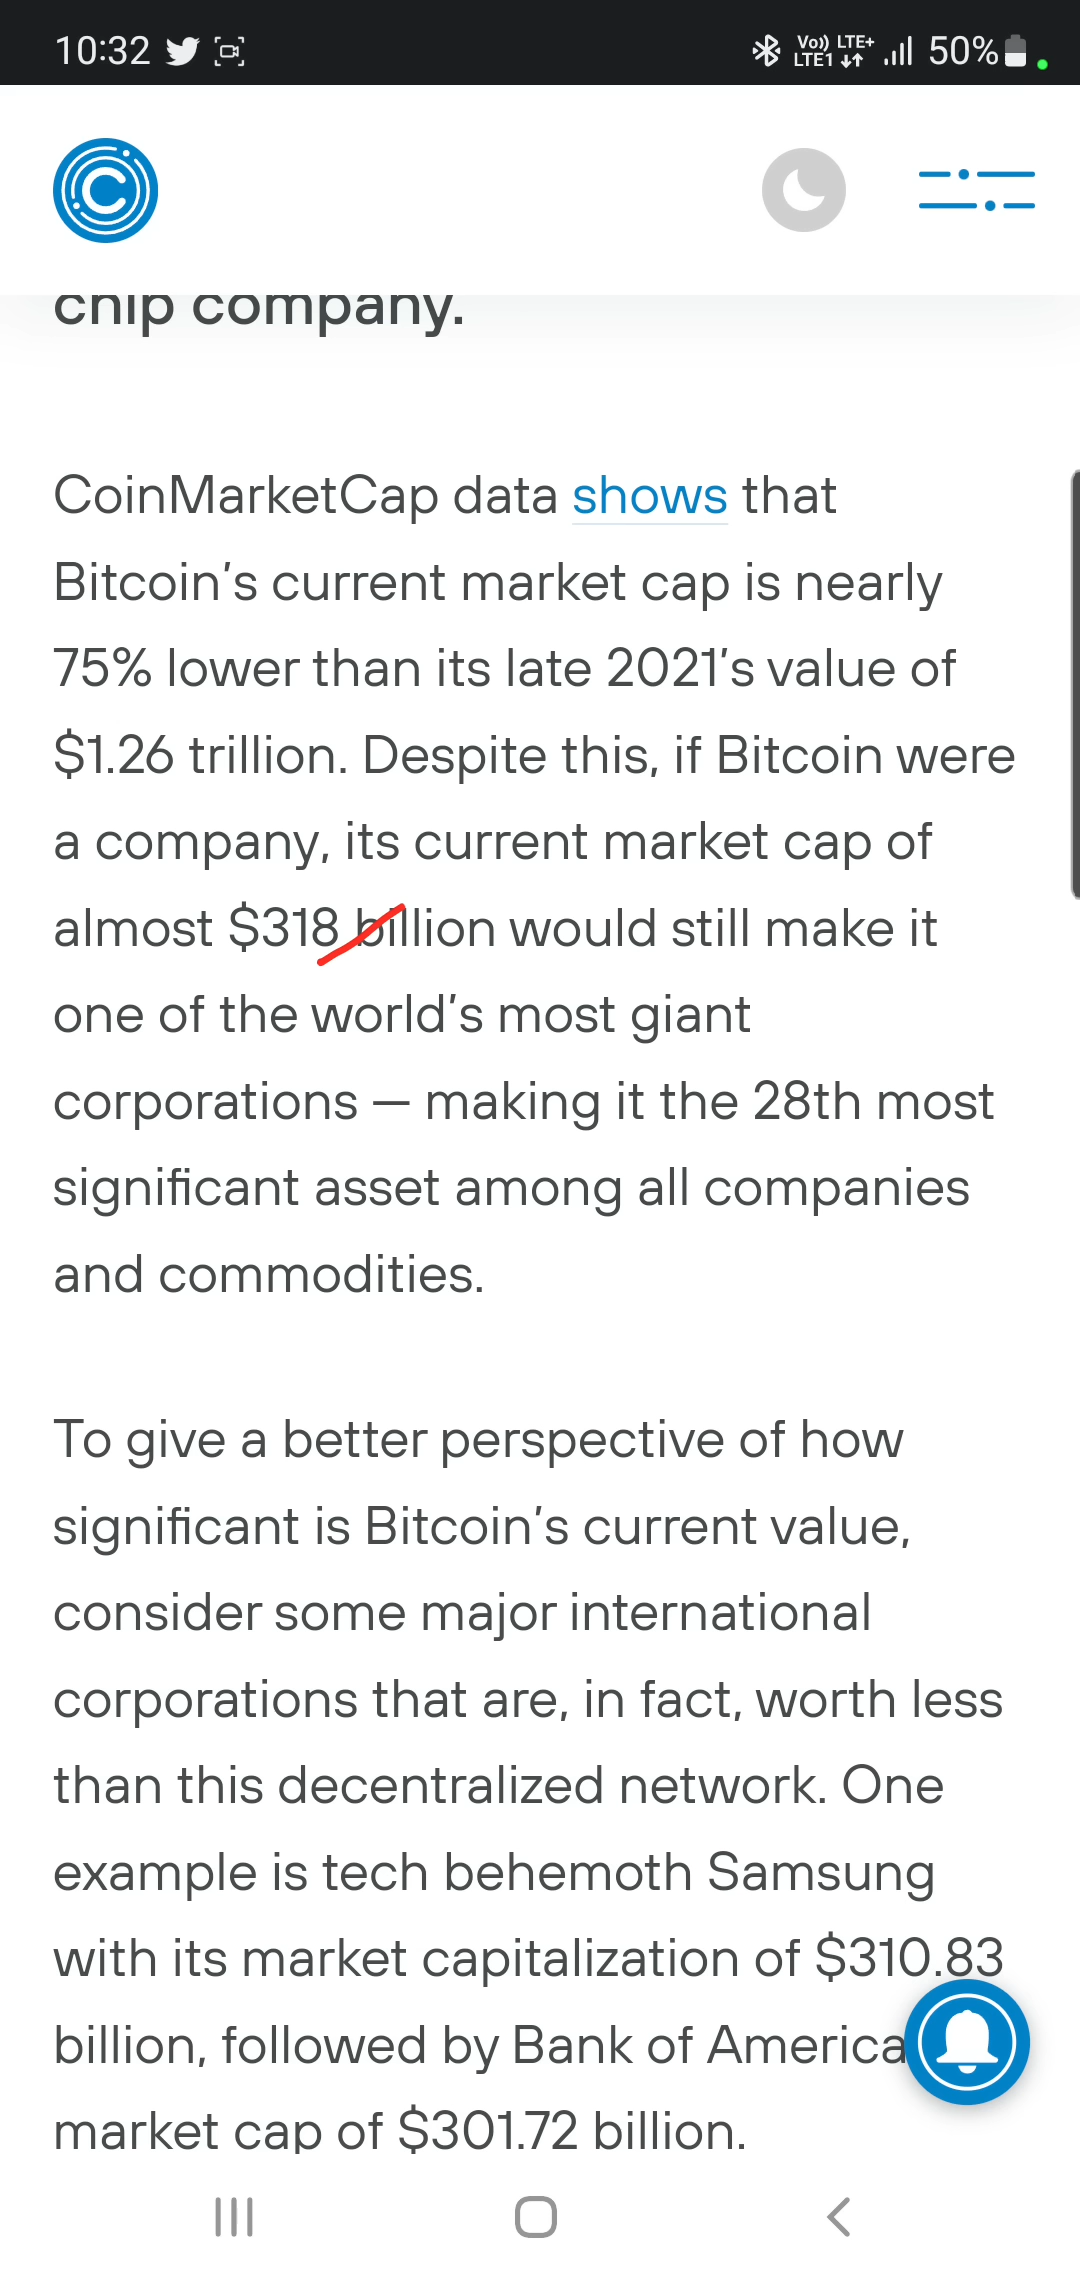 10:32 Vo)) LTE+ LTE1 50%
C
chip company.
CoinMarketCap data shows that
Bitcoin’s current market cap is nearly
75% lower than its late 2021’s value of
$1.26 trillion. Despite this, if Bitcoin were
a company, its current market cap of
almost $318 billion would still make it
one of the world’s most giant
corporations — making it the 28th most
significant asset among all companies
and commodities.
To give a better perspective of how
significant is Bitcoin’s current value,
consider some major international
corporations that are, in fact, worth less
than this decentralized network. One
example is tech behemoth Samsung
with its market capitalization of $310.83
billion, followed by Bank of America
market cap of $301.72 billion.